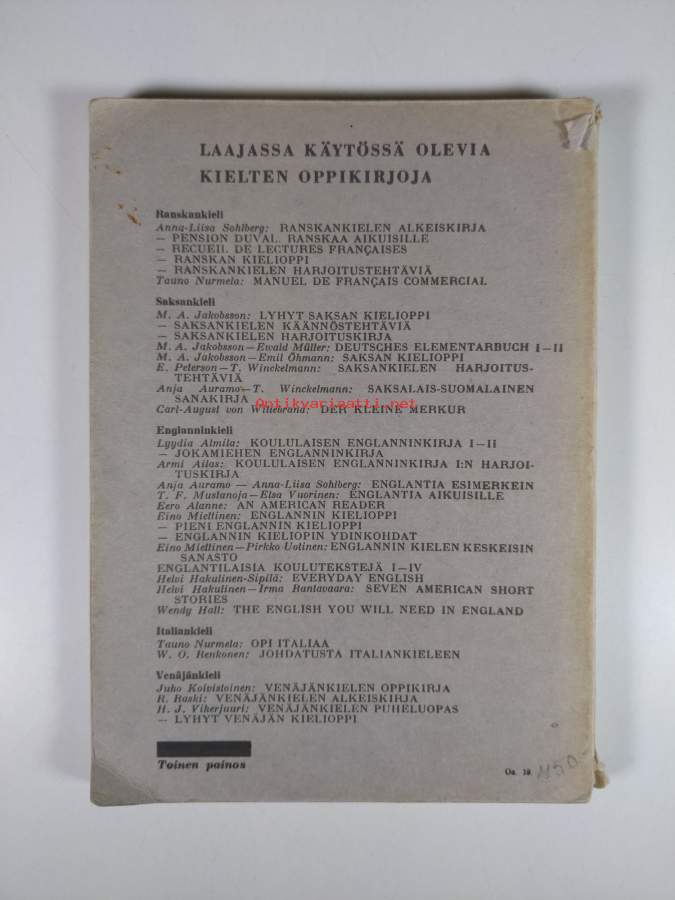 LAAJASSA KÄYTÖSSÄ OLEVIA
KIELTEN OPPIKIRJOJA
Ranskankieli
Anna-Liisa Sohlberg: RANSKANKIELEN ALKEISKIRJA
— PENSION DUVAL. RANSKAA AIKUISILLE
— RECUEIL DE LECTURES FRANÇAISES
— RANSKAN KIELIOPPI
— RANSKANKIELEN HARJOITUSTEHTÄVIÄ
Tauno Nurmela: MANUEL DE FRANÇAIS COMMERCIAL
Saksankieli
M. A. Jakobsson: LYHYT SAKSAN KIELIOPPI
— SAKSANKIELEN KÄÄNNÖSTEHTÄVIÄ
— SAKSANKIELEN HARJOITUSKIRJA
M. A. Jakobsson—Ewald Müller: DEUTSCHES ELEMENTARBUCH I—II
M. A. Jakobsson—Emil Öhmann: SAKSAN KIELIOPPI
E. Peterson—T. Winckelmann: SAKSANKIELEN HARJOITUS-
TEHTÄVIÄ
Anja Auramo—T. Winckelmann: SAKSALAIS-SUOMALAINEN
SANAKIRJA
Antikvariaatti.net
Carl-August von Willebrand: DER KLEINE MERKUR
Englanninkieli
Lyydia Almila: KOULULAISEN ENGLANNINKIRJA I—II
— JOKAMIEHEN ENGLANNINKIRJA
Armi Ailas: KOULULAISEN ENGLANNINKIRJA I:N HARJOI-
TUSKIRJA
Anja Auramo — Anna-Liisa Sohlberg: ENGLANTIA ESIMERKEIN
T. F. Mustanoja—Elsa Vuorinen: ENGLANTIA AIKUISILLE
Eero Alanne: AN AMERICAN READER
Eino Miettinen: ENGLANNIN KIELIOPPI
— PIENI ENGLANNIN KIELIOPPI
— ENGLANNIN KIELIOPIN YDINKOHDAT
Eino Miettinen—Pirkko Uotinen: ENGLANNIN KIELEN KESKEISIN
SANASTO
ENGLANTILAISIA KOULUTEKSTEJÄ I—IV
Helvi Hakulinen-Sipilä: EVERYDAY ENGLISH
Helvi Hakulinen—Irma Rantavaara: SEVEN AMERICAN SHORT
STORIES
Wendy Hall: THE ENGLISH YOU WILL NEED IN ENGLAND
Italiankieli
Tauno Nurmela: OPI ITALIAA
W. O. Renkonen: JOHDATUSTA ITALIANKIELEEN
Venäjänkieli
Juho Koivistoinen: VENÄJÄNKIELEN OPPIKIRJA
R. Raski: VENÄJÄNKIELEN ALKEISKIRJA
H. J. Viherjuuri: VENÄJÄNKIELEN PUHELUOPAS
— LYHYT VENÄJÄN KIELIOPPI
Toinen painos
Oa. 10